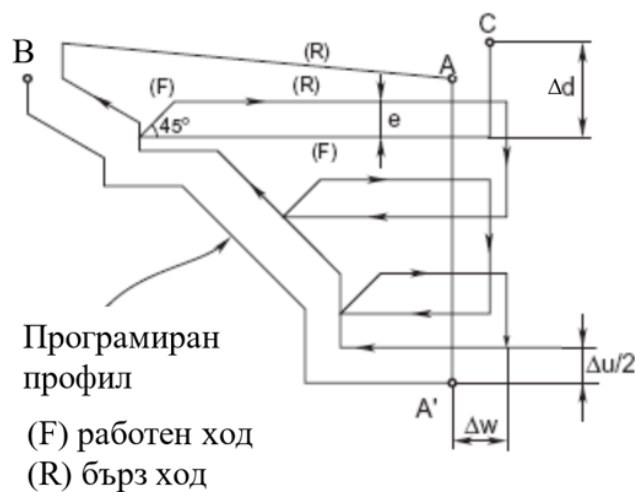 B
(R)
A
C
(F)
(R)
Δd
45°
e
(F)
Програмиран
профил
Δu/2
A'
Δw
(F) работен ход
(R) бърз ход